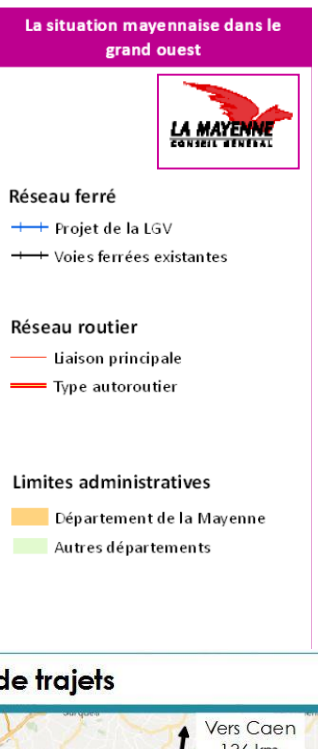 La situation mayennaise dans le
grand ouest
LA MAYENNE
CONSEIL GÉNÉRAL
Réseau ferré
Projet de la LGV
Voies ferrées existantes
Réseau routier
Liaison principale
Type autoroutier
Limites administratives
Département de la Mayenne
Autres départements
de trajets
Vers Caen